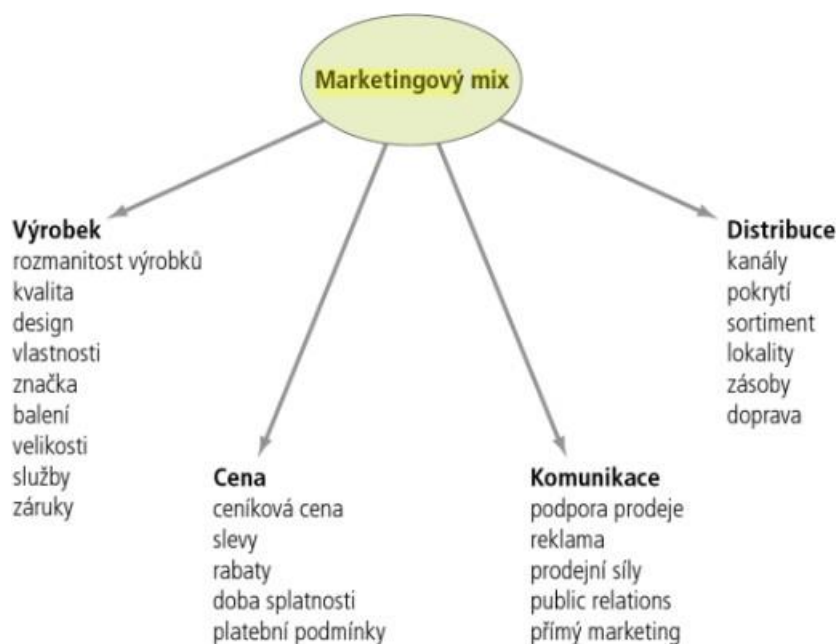 Marketingový mix
Výrobek
rozmanitost výrobků
kvalita
design
vlastnosti
značka
balení
velikosti
služby
záruky
Cena
ceníková cena
slevy
rabaty
doba splatnosti
platební podmínky
Komunikace
podpora prodeje
reklama
prodejní síly
public relations
přímý marketing
Distribuce
kanály
pokrytí
sortiment
lokality
zásoby
doprava